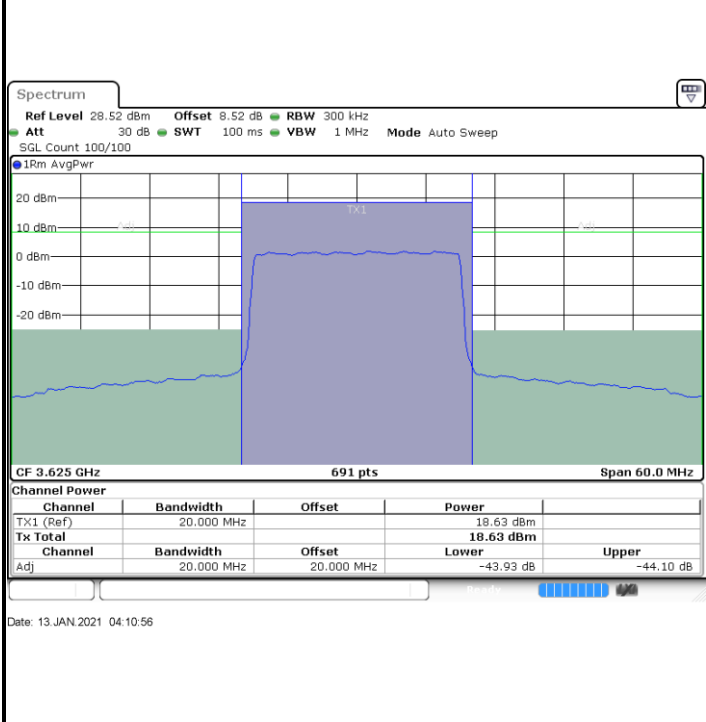 Spectrum
Ref Level 28.52 dBm Offset 8.52 dB RBW 300 kHz
Att 30 dB SWT 100 ms VBW 1 MHz Mode Auto Sweep
SGL Count 100/100
1Rm AvgPwr
20 dBm
TX1
10 dBm
Adj
Adj
0 dBm
-10 dBm
-20 dBm
CF 3.625 GHz 691 pts Span 60.0 MHz
Channel Power
Channel Bandwidth Offset Power
TX1 (Ref) 20.000 MHz 18.63 dBm
Tx Total 18.63 dBm
Channel Bandwidth Offset Lower Upper
Adj 20.000 MHz 20.000 MHz -43.93 dB -44.10 dB
Ready
Date: 13.JAN.2021 04:10:56